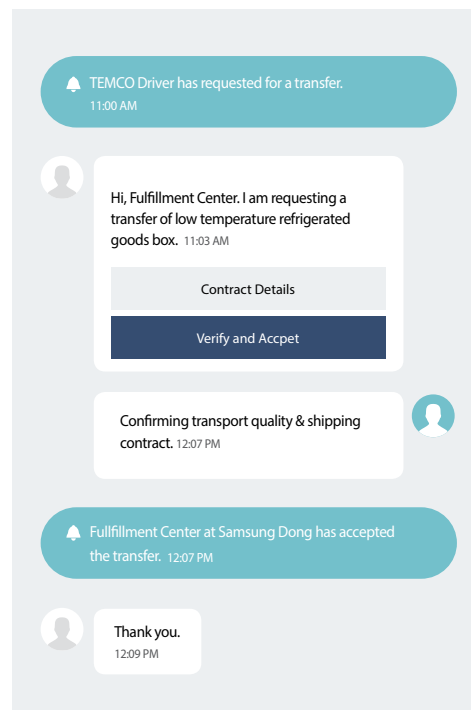 TEMCO Driver has requested for a transfer.
11:00 AM
Hi, Fulfillment Center. I am requesting a
transfer of low temperature refrigerated
goods box. 11:03 AM
Contract Details
Verify and Accpet
Confirming transport quality & shipping
contract. 12:07 PM
Fullfillment Center at Samsung Dong has accepted
the transfer. 12:07 PM
Thank you.
12:09 PM